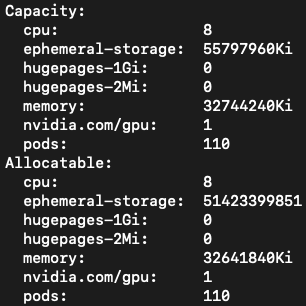 Capacity:
  cpu:                8
  ephemeral-storage:  55797960Ki
  hugepages-1Gi:      0
  hugepages-2Mi:      0
  memory:             32744240Ki
  nvidia.com/gpu:     1
  pods:               110
Allocatable:
  cpu:                8
  ephemeral-storage:  51423399851
  hugepages-1Gi:      0
  hugepages-2Mi:      0
  memory:             32641840Ki
  nvidia.com/gpu:     1
  pods:               110